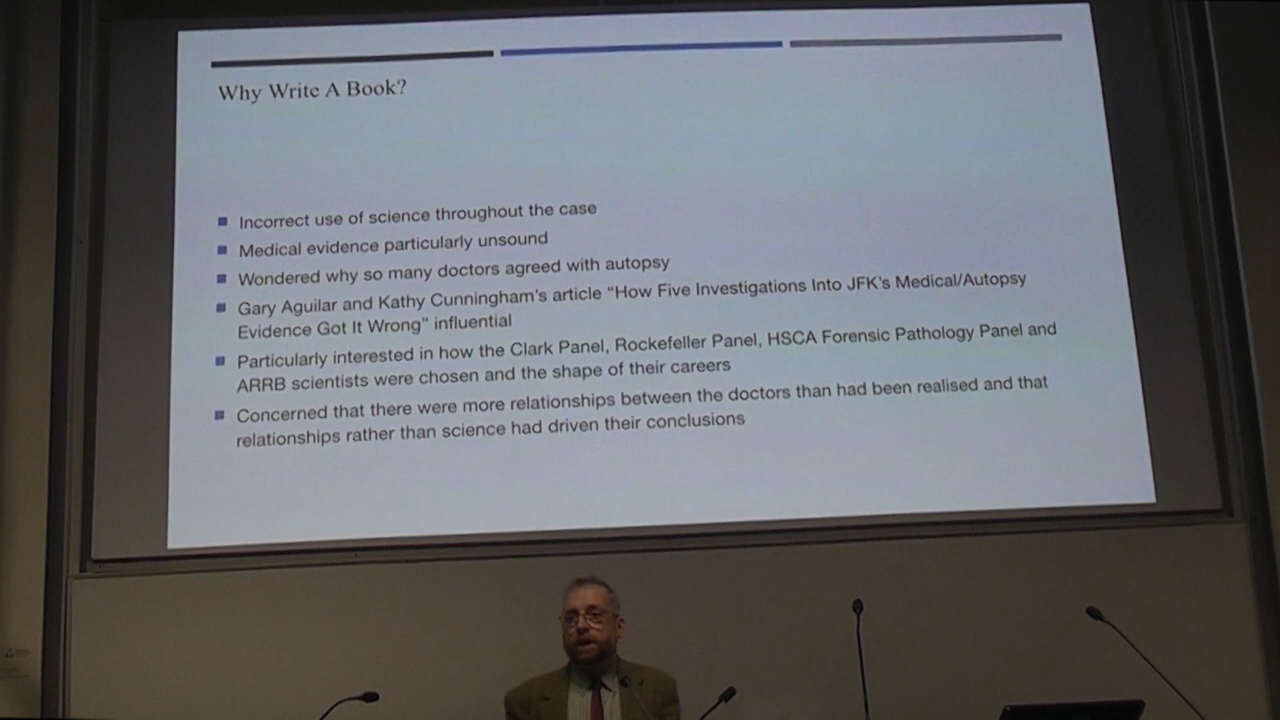 Why Write A Book?
Incorrect use of science throughout the case
Medical evidence particularly unsound
Wondered why so many doctors agreed with autopsy
Gary Aguilar and Kathy Cunningham's article “How Five Investigations Into JFK's Medical/Autopsy
Evidence Got It Wrong” influential
Particularly interested in how the Clark Panel, Rockefeller Panel, HSCA Forensic Pathology Panel and
ARRB scientists were chosen and the shape of their careers
Concerned that there were more relationships between the doctors than had been realised and that
relationships rather than science had driven their conclusions